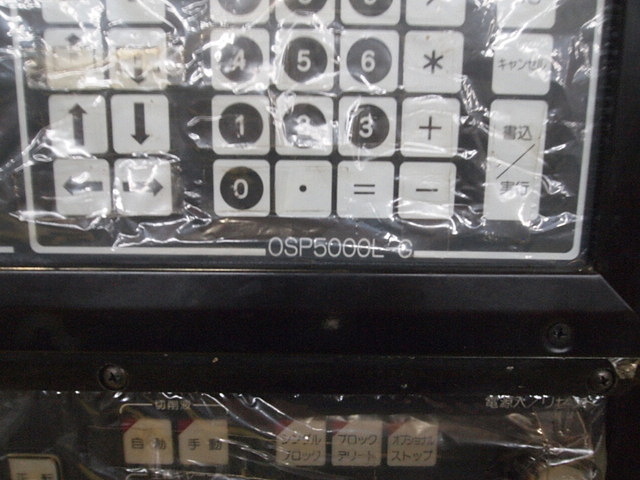 4 5 6 *
キャンセル
↑ ↓ 1 2 3 +
書込
/
実行
← → 0 . = −
OSP5000L-G
切削液
自動 手動
シングル ブロック オプショナル
ブロック デリート ストップ